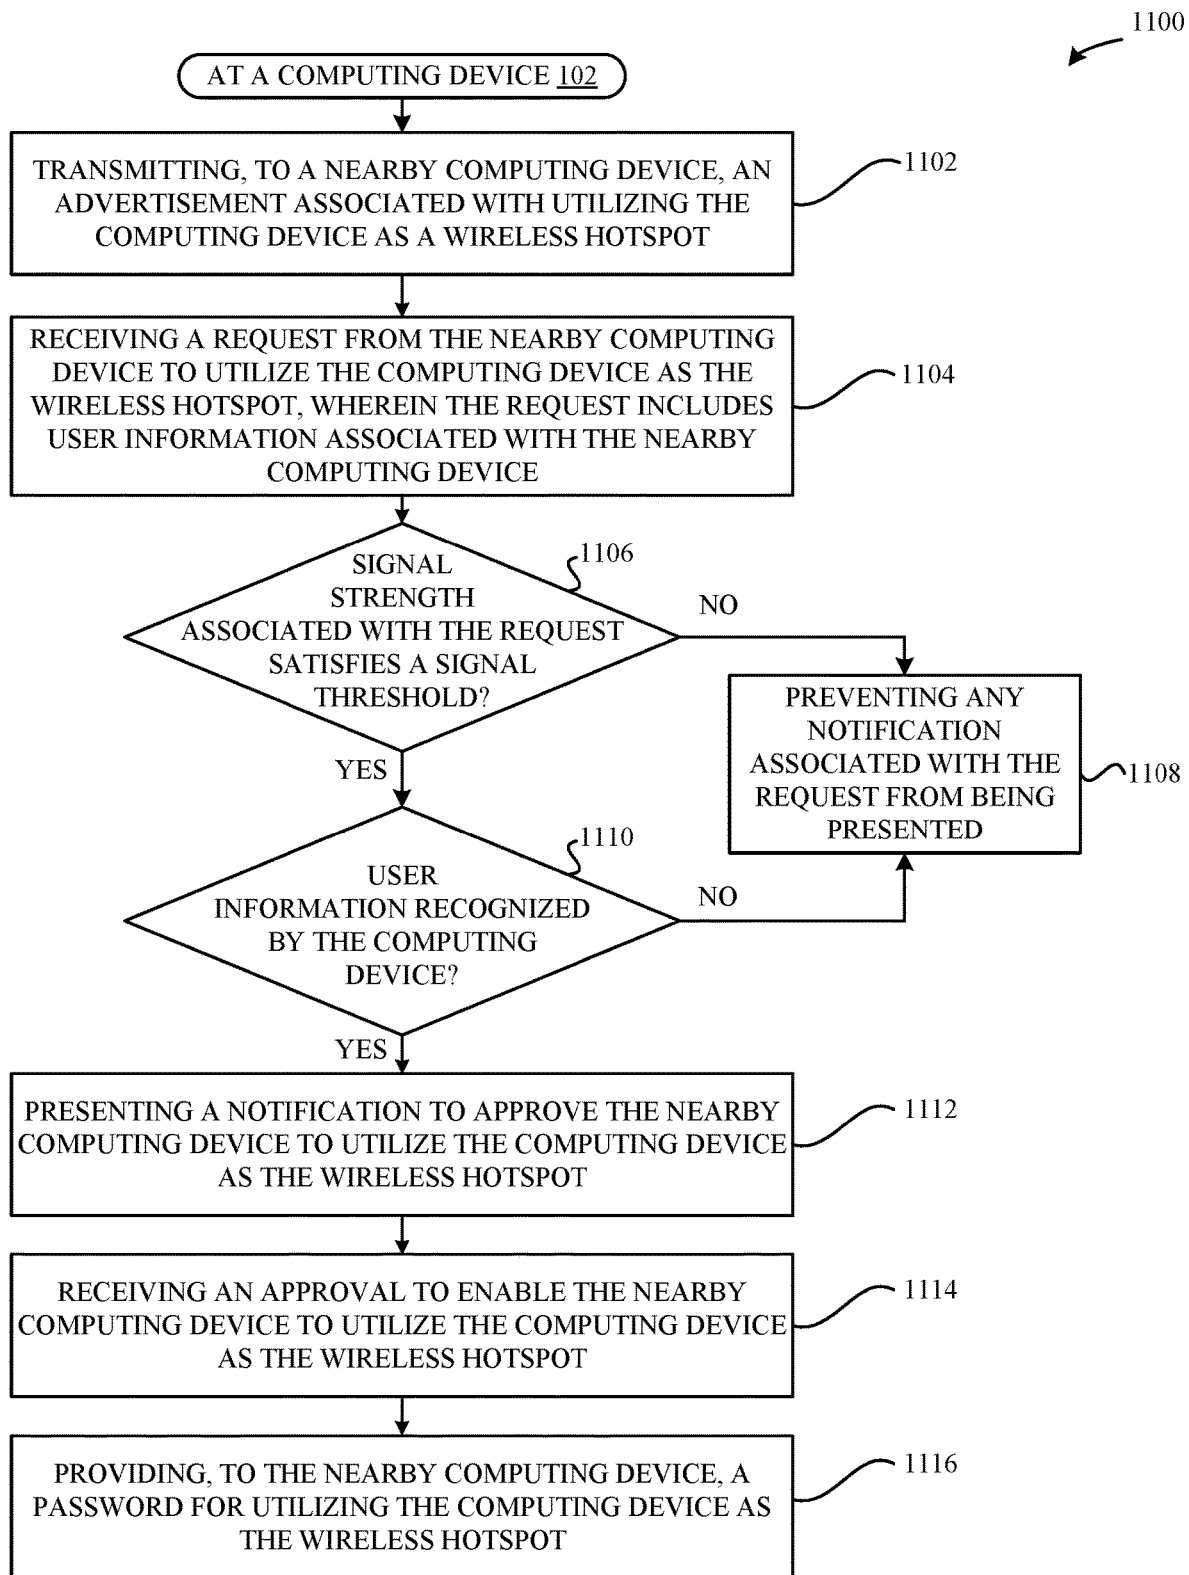 1100
AT A COMPUTING DEVICE 102
TRANSMITTING, TO A NEARBY COMPUTING DEVICE, AN
ADVERTISEMENT ASSOCIATED WITH UTILIZING THE
COMPUTING DEVICE AS A WIRELESS HOTSPOT
1102
RECEIVING A REQUEST FROM THE NEARBY COMPUTING
DEVICE TO UTILIZE THE COMPUTING DEVICE AS THE
WIRELESS HOTSPOT, WHEREIN THE REQUEST INCLUDES
USER INFORMATION ASSOCIATED WITH THE NEARBY
COMPUTING DEVICE
1104
SIGNAL
STRENGTH
ASSOCIATED WITH THE REQUEST
SATISFIES A SIGNAL
THRESHOLD?
1106
NO
YES
PREVENTING ANY
NOTIFICATION
ASSOCIATED WITH THE
REQUEST FROM BEING
PRESENTED
1108
USER
INFORMATION RECOGNIZED
BY THE COMPUTING
DEVICE?
1110
NO
YES
PRESENTING A NOTIFICATION TO APPROVE THE NEARBY
COMPUTING DEVICE TO UTILIZE THE COMPUTING DEVICE
AS THE WIRELESS HOTSPOT
1112
RECEIVING AN APPROVAL TO ENABLE THE NEARBY
COMPUTING DEVICE TO UTILIZE THE COMPUTING DEVICE
AS THE WIRELESS HOTSPOT
1114
PROVIDING, TO THE NEARBY COMPUTING DEVICE, A
PASSWORD FOR UTILIZING THE COMPUTING DEVICE AS
THE WIRELESS HOTSPOT
1116